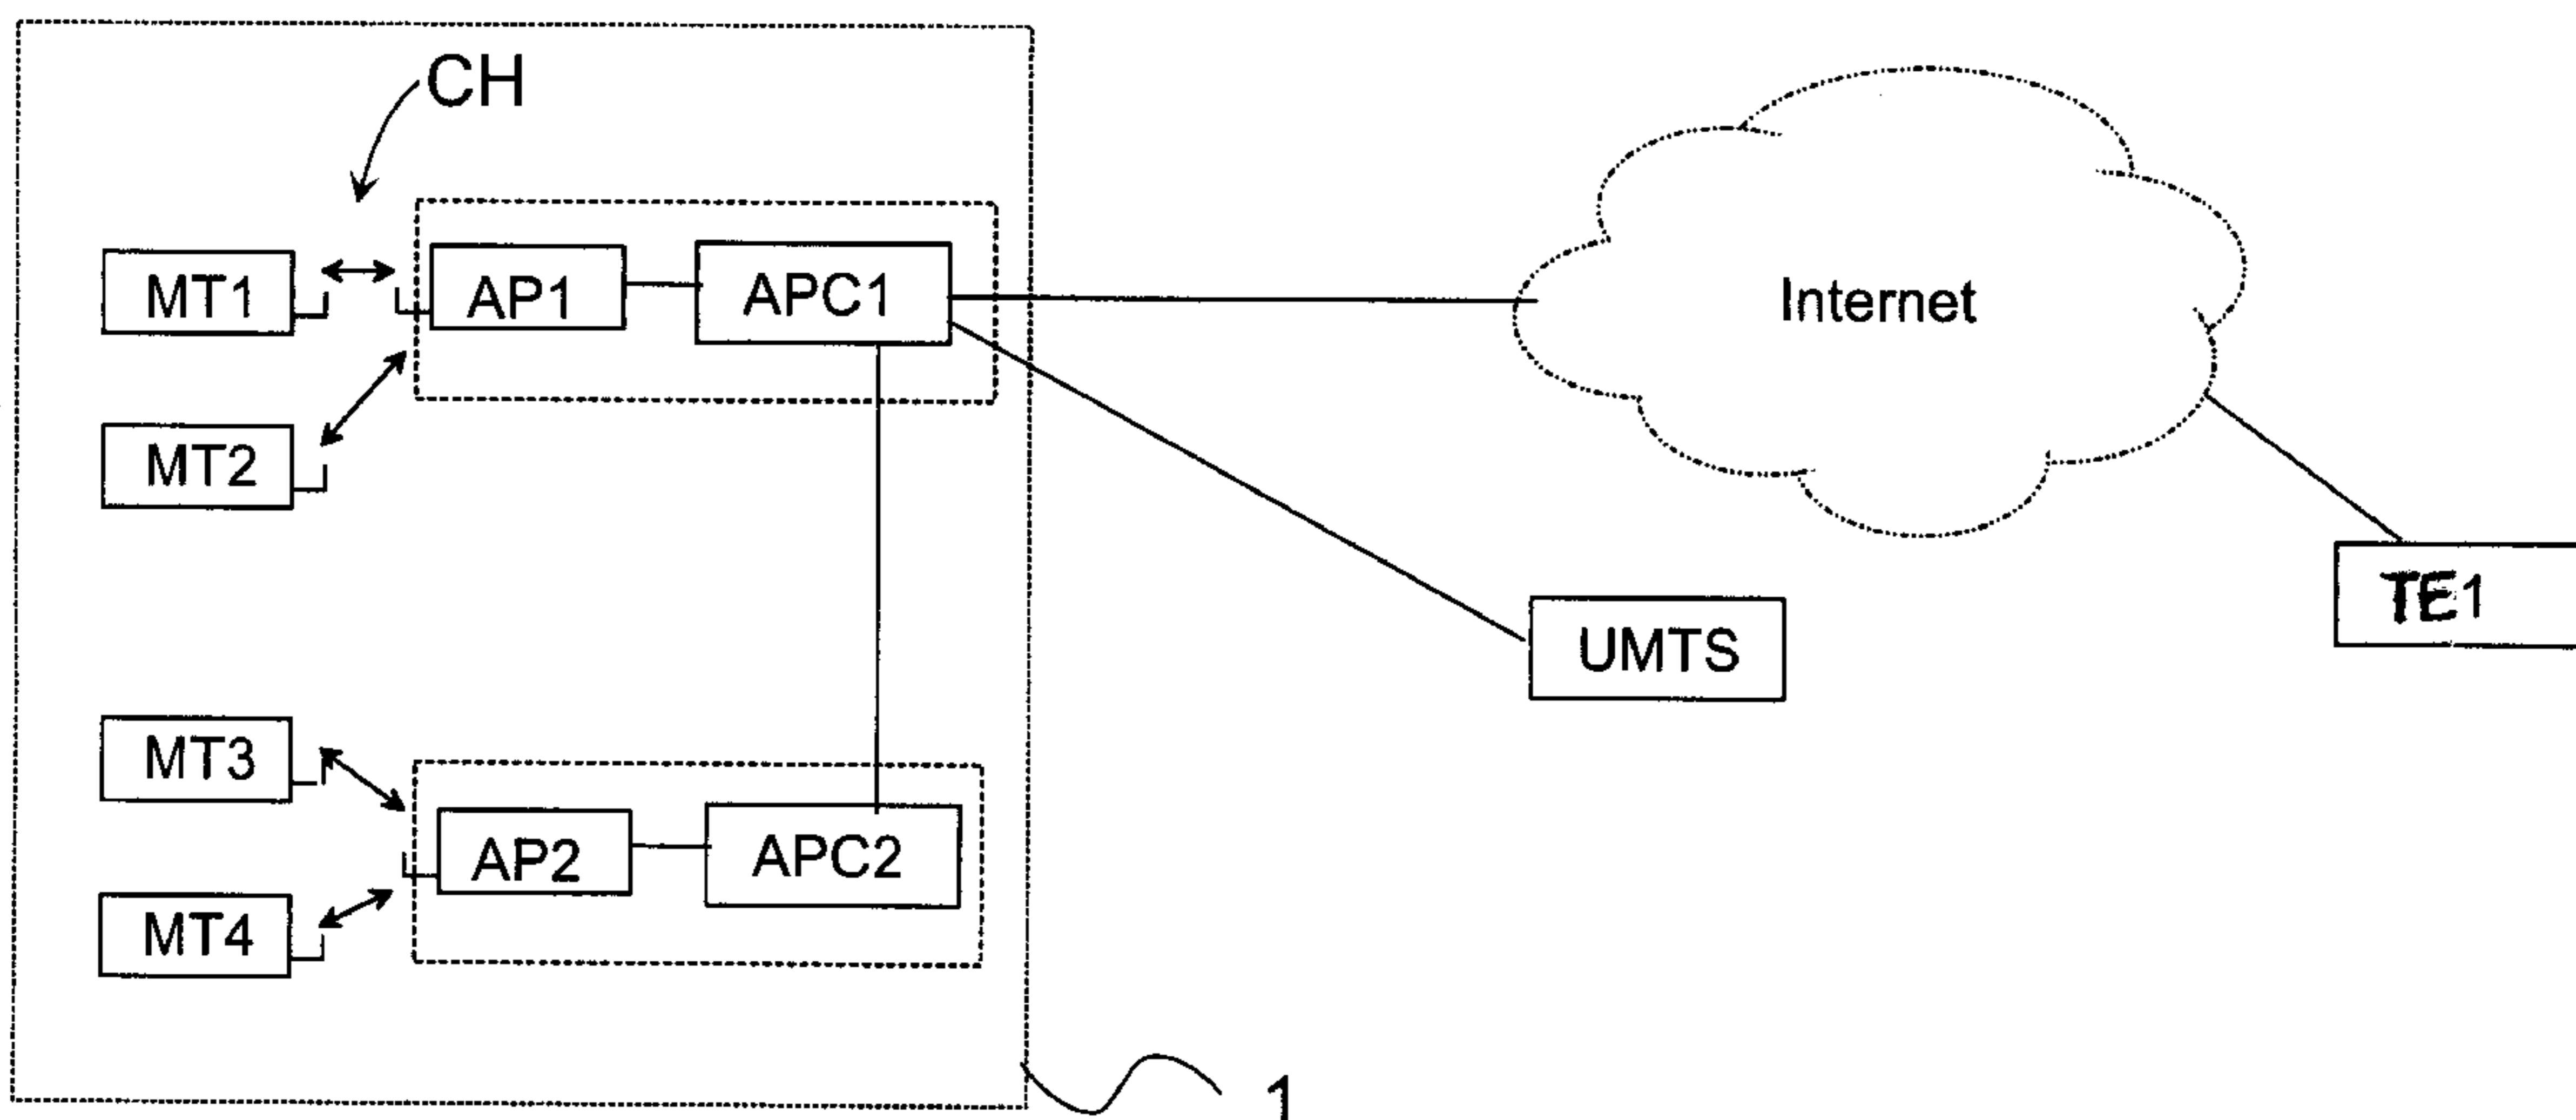 CH
MT1
AP1
APC1
Internet
MT2
TE1
UMTS
MT3
AP2
APC2
MT4
1